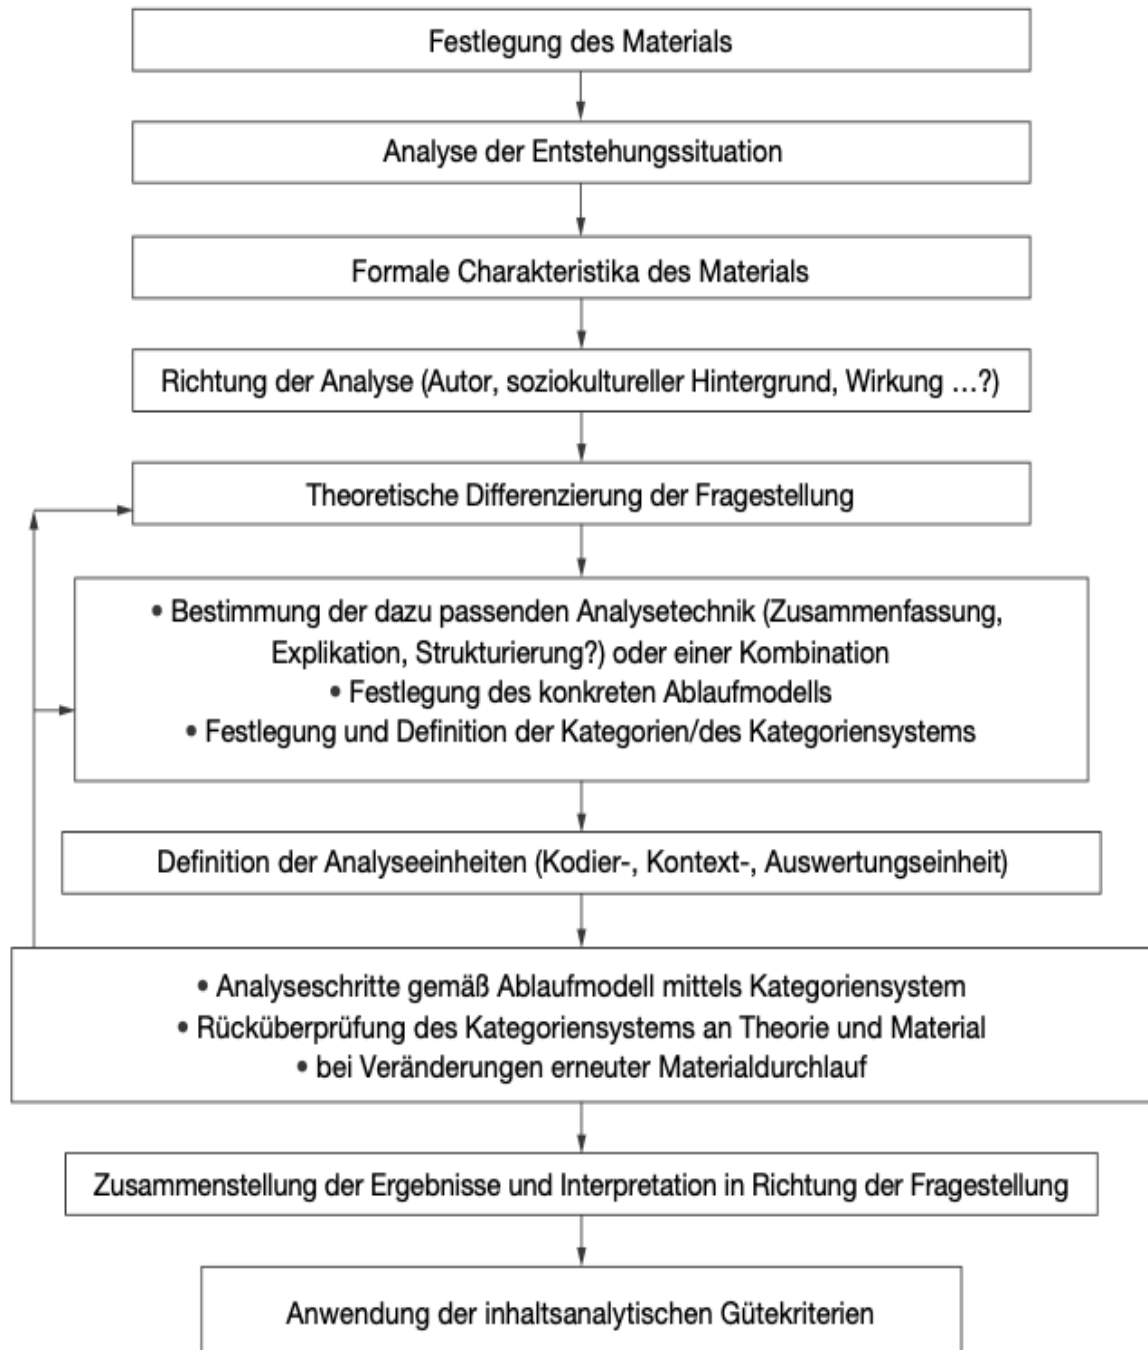 Festlegung des Materials
Analyse der Entstehungssituation
Formale Charakteristika des Materials
Richtung der Analyse (Autor, soziokultureller Hintergrund, Wirkung …?)
Theoretische Differenzierung der Fragestellung
• Bestimmung der dazu passenden Analysetechnik (Zusammenfassung,
Explikation, Strukturierung?) oder einer Kombination
• Festlegung des konkreten Ablaufmodells
• Festlegung und Definition der Kategorien/des Kategoriensystems
Definition der Analyseeinheiten (Kodier-, Kontext-, Auswertungseinheit)
• Analyseschritte gemäß Ablaufmodell mittels Kategoriensystem
• Rücküberprüfung des Kategoriensystems an Theorie und Material
• bei Veränderungen erneuter Materialdurchlauf
Zusammenstellung der Ergebnisse und Interpretation in Richtung der Fragestellung
Anwendung der inhaltsanalytischen Gütekriterien